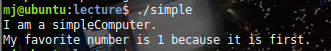 mj@ubuntu:lecture$ ./simple
I am a simpleComputer.
My favorite number is 1 because it is first.